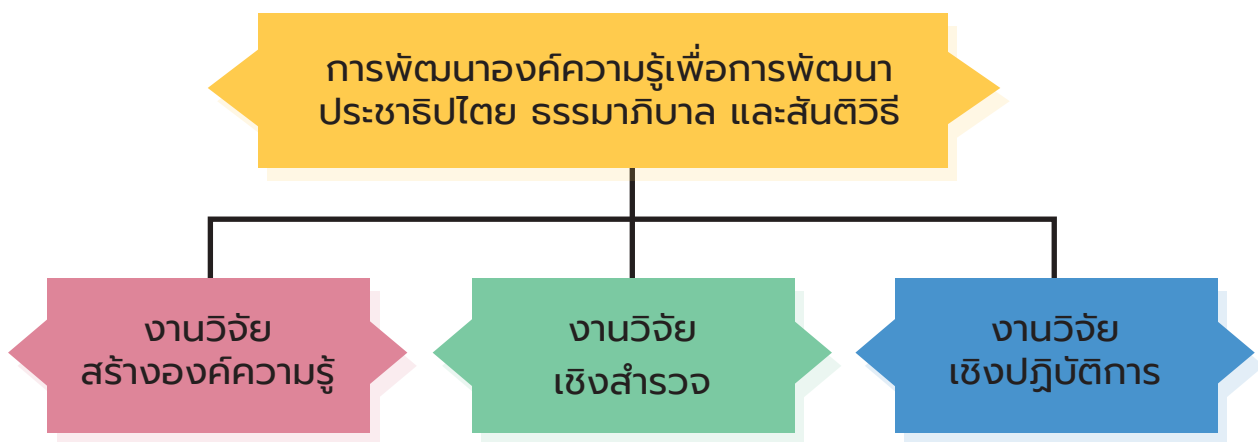 การพัฒนาองค์ความรู้เพื่อการพัฒนา
ประชาธิปไตย ธรรมาภิบาล และสันติวิธี
งานวิจัย
สร้างองค์ความรู้
งานวิจัย
เชิงสำรวจ
งานวิจัย
เชิงปฏิบัติการ